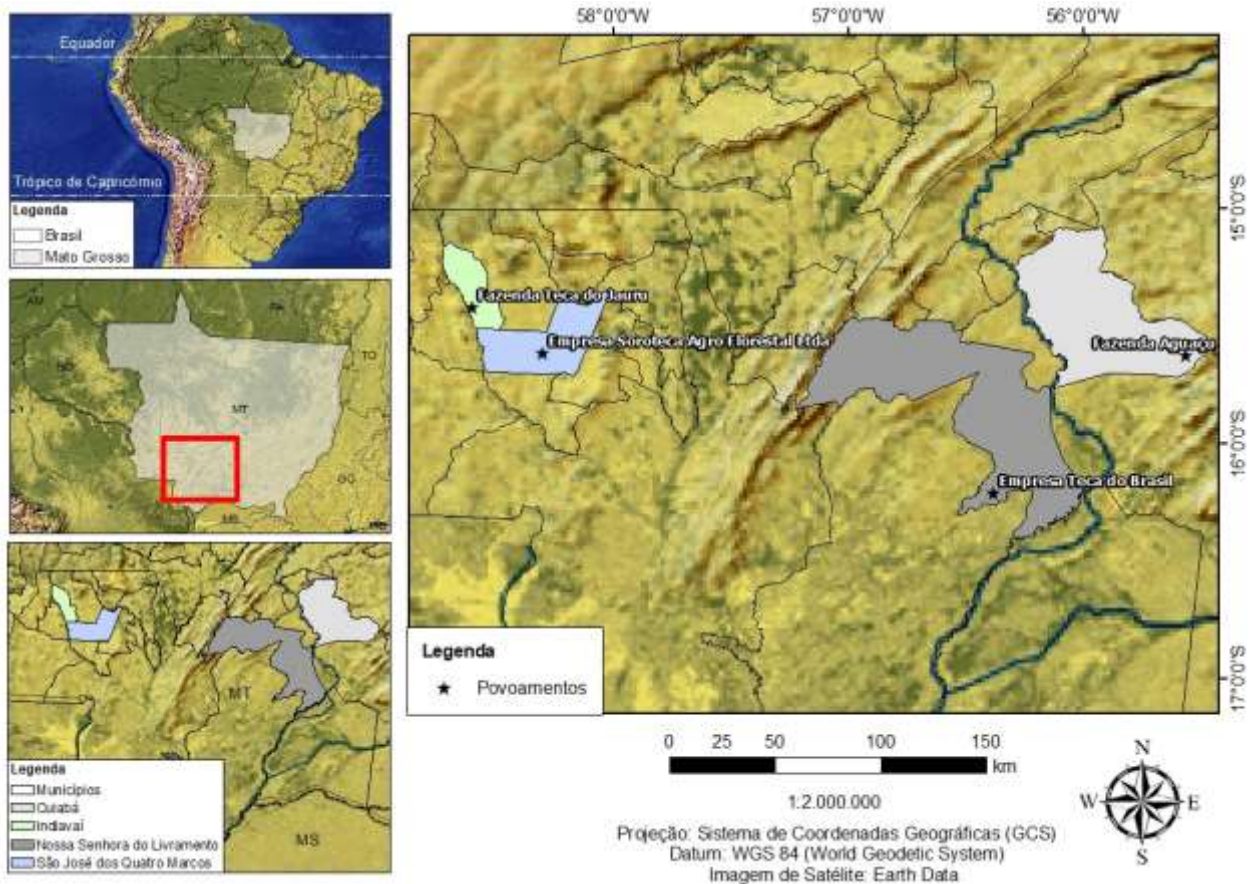 Equador
Trópico de Capricórnio
Legenda
Brasil
Mato Grosso
PA
TO
MT
GO
MT
MS
Legenda
Municípios
Cuiabá
Indiavaí
Nossa Senhora do Livramento
São José dos Quatro Marcos
58°0'0"W 57°0'0"W 56°0'0"W
15°0'0"S
16°0'0"S
17°0'0"S
Fazenda Teca do Jauru
Empresa Soroteca Agro Florestal Ltda
Fazenda Aguaçu
Empresa Teca do Brasil
Legenda
Povoamentos
0 25 50 100 150
km
1:2.000.000
Projeção: Sistema de Coordenadas Geográficas (GCS)
Datum: WGS 84 (World Geodetic System)
Imagem de Satélite: Earth Data
N
W E
S